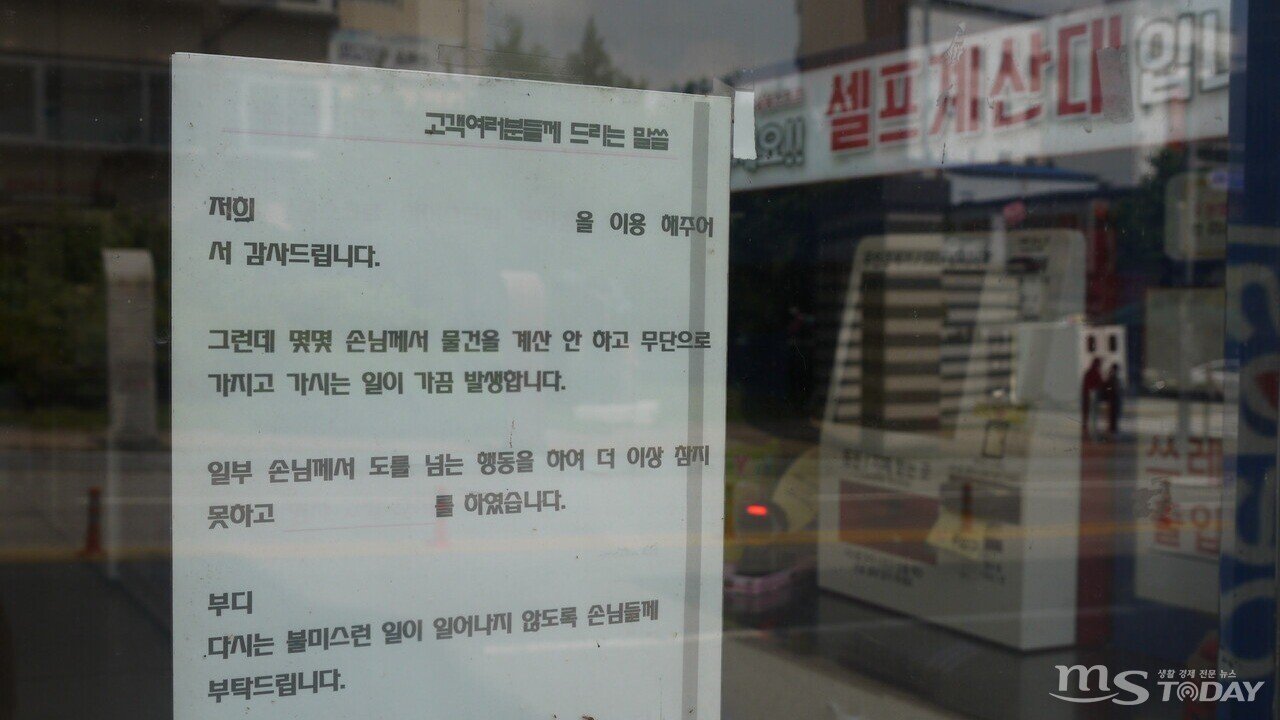 고객여러분들께 드리는 말씀
저희 을 이용 해주어
서 감사드립니다.
그런데 몇몇 손님께서 물건을 계산 안 하고 무단으로
가지고 가시는 일이 가끔 발생합니다.
일부 손님께서 도를 넘는 행동을 하여 더 이상 참지
못하고 를 하였습니다.
부디
다시는 불미스런 일이 일어나지 않도록 손님들께
부탁드립니다.
셀프계산대 입니
쓰레
출입
ms TODAY
생활 경제 전문 뉴스